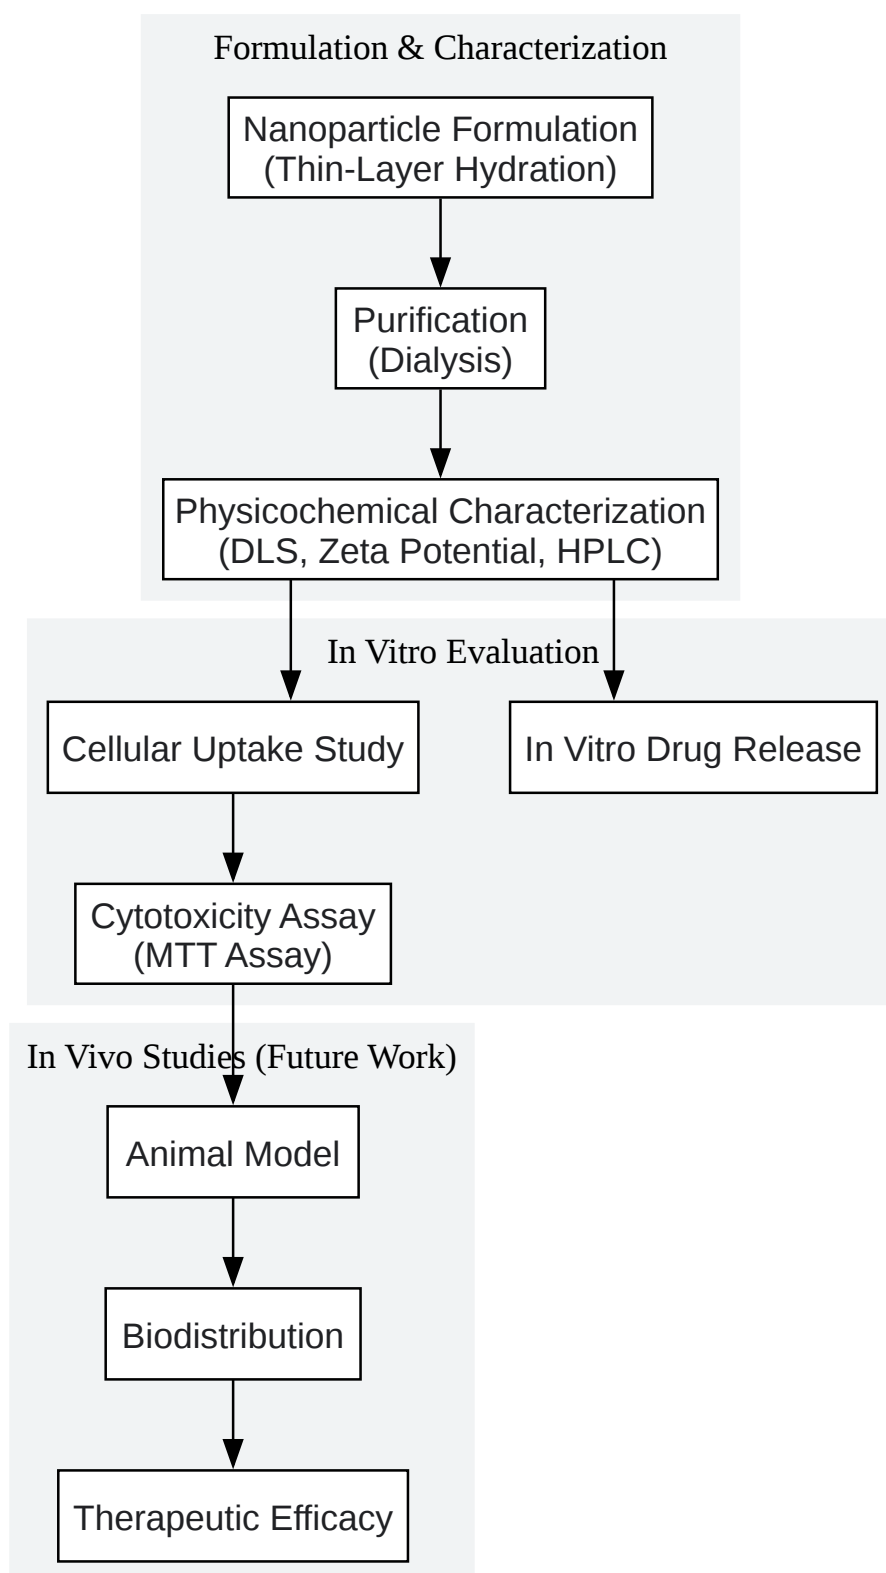 Formulation & Characterization
Nanoparticle Formulation
(Thin-Layer Hydration)
Purification
(Dialysis)
Physicochemical Characterization
(DLS, Zeta Potential, HPLC)
In Vitro Evaluation
Cellular Uptake Study
In Vitro Drug Release
Cytotoxicity Assay
(MTT Assay)
In Vivo Studies (Future Work)
Animal Model
Biodistribution
Therapeutic Efficacy